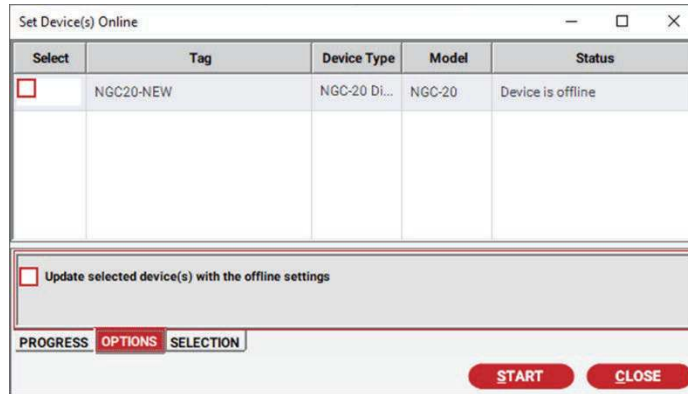 Set Device(s) Online
Select Tag Device Type Model Status
NGC20-NEW NGC-20 Di... NGC-20 Device is offline
Update selected device(s) with the offline settings
PROGRESS OPTIONS SELECTION
START CLOSE